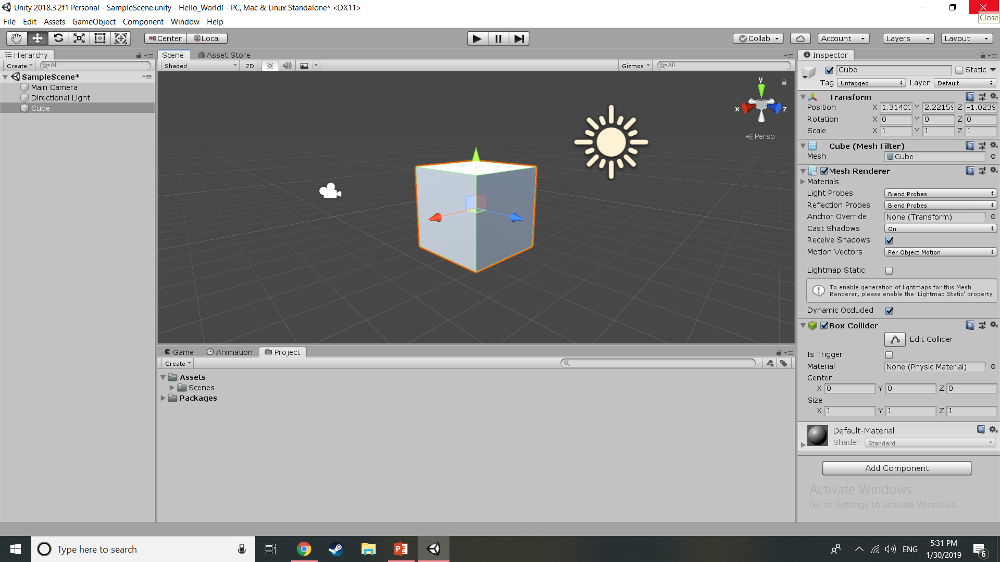 Unity 2018.3.2f1 Personal - SampleScene.unity - Hello_World! - PC, Mac & Linux Standalone* <DX11>
Close
File Edit Assets GameObject Component Window Help
Center Local Collab Account Layers Layout
Hierarchy
Create All
SampleScene*
Main Camera
Directional Light
Cube
Scene Asset Store
Shaded 2D Gizmos All
y
x z
Persp
Game Animation Project
Create
Assets
Scenes
Packages
Inspector
Cube Static
Tag Untagged Layer Default
Transform
Position X 1.31403 Y 2.22159 Z -1.0239
Rotation X 0 Y 0 Z 0
Scale X 1 Y 1 Z 1
Cube (Mesh Filter)
Mesh Cube
Mesh Renderer
Materials
Light Probes Blend Probes
Reflection Probes Blend Probes
Anchor Override None (Transform)
Cast Shadows On
Receive Shadows
Motion Vectors Per Object Motion
Lightmap Static
To enable generation of lightmaps for this Mesh
Renderer, please enable the 'Lightmap Static' property.
Dynamic Occluded
Box Collider
Edit Collider
Is Trigger
Material None (Physic Material)
Center
X 0 Y 0 Z 0
Size
X 1 Y 1 Z 1
Default-Material
Shader Standard
Add Component
Activate Windows
Go to Settings to activate Windows.
Type here to search
ENG
5:31 PM
1/30/2019
6